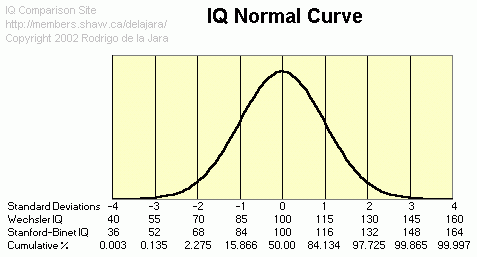 IQ Comparison Site
http://members.shaw.ca/delajara/
Copyright 2002 Rodrigo de la Jara
IQ Normal Curve
Standard Deviations -4 -3 -2 -1 0 1 2 3 4
Wechsler IQ 40 55 70 85 100 115 130 145 160
Stanford-Binet IQ 36 52 68 84 100 116 132 148 164
Cumulative % 0.003 0.135 2.275 15.866 50.00 84.134 97.725 99.865 99.997